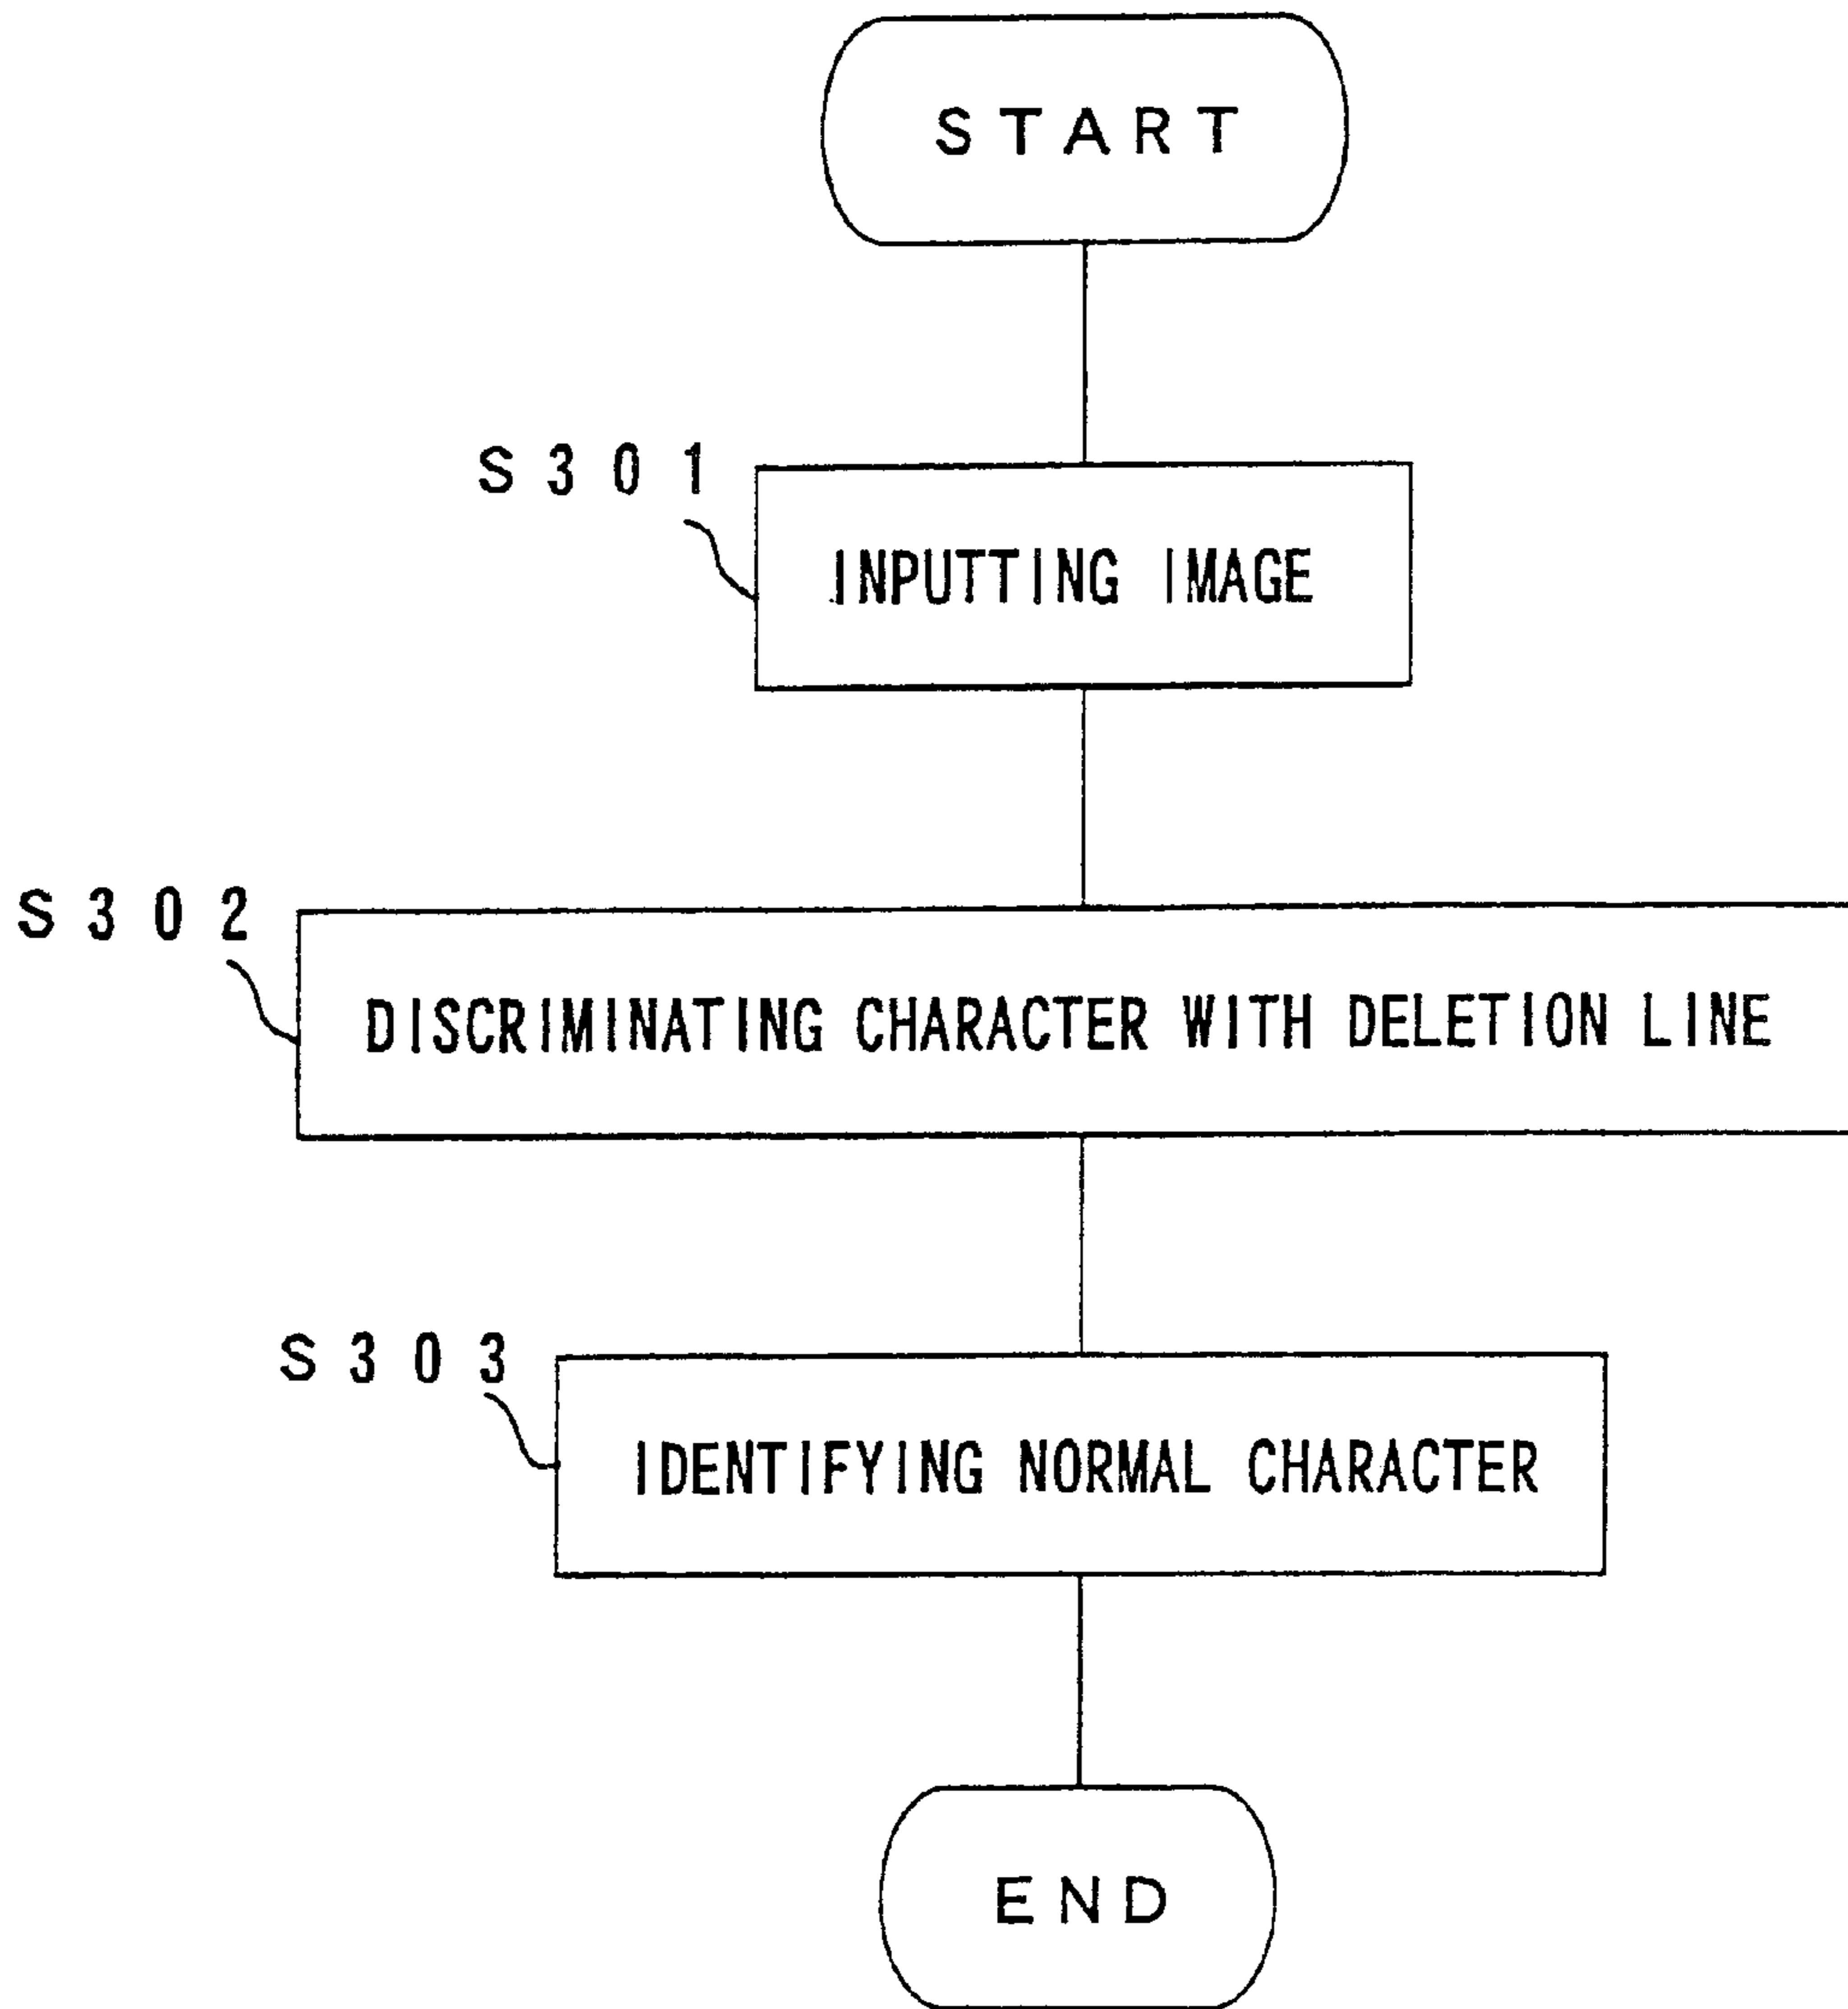 START
S301
INPUTTING IMAGE
S302
DISCRIMINATING CHARACTER WITH DELETION LINE
S303
IDENTIFYING NORMAL CHARACTER
END